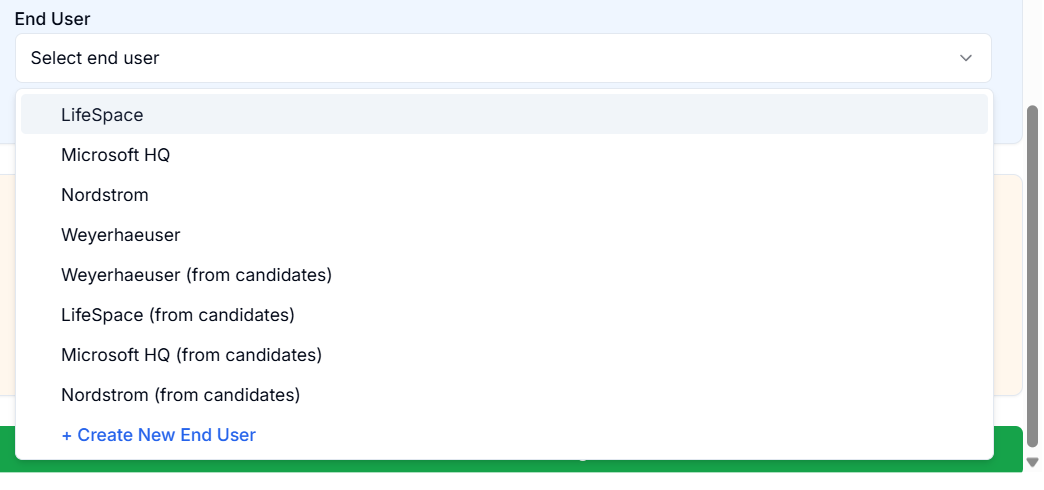 End User
Select end user
LifeSpace
Microsoft HQ
Nordstrom
Weyerhaeuser
Weyerhaeuser (from candidates)
LifeSpace (from candidates)
Microsoft HQ (from candidates)
Nordstrom (from candidates)
+ Create New End User